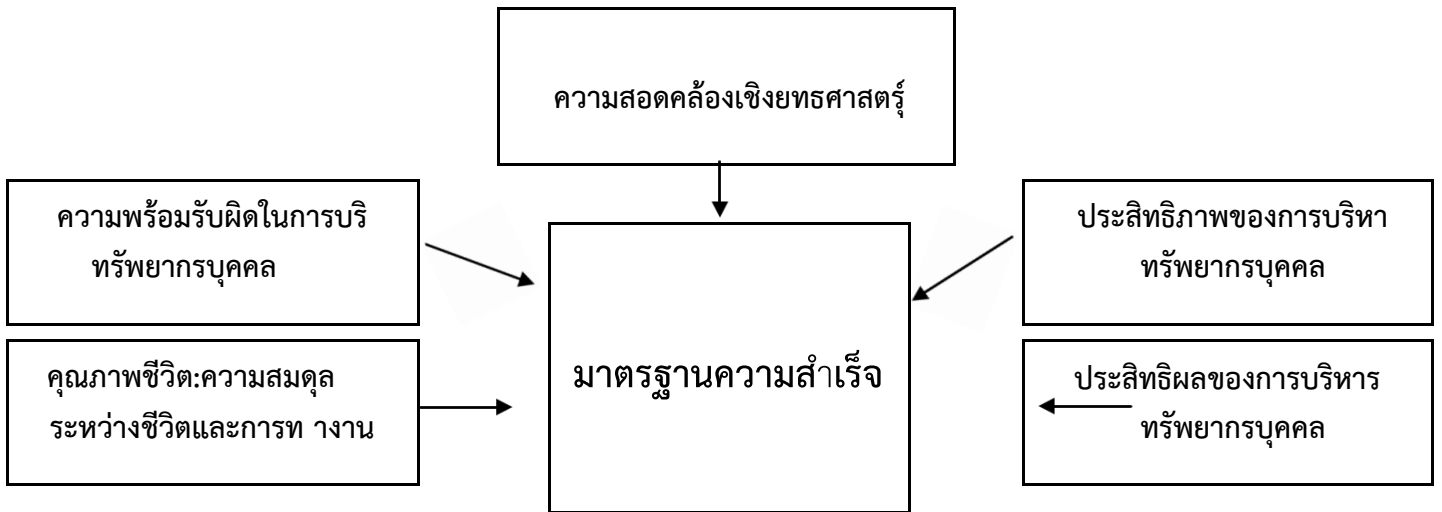 ความสอดคล้องเชิงยทธศาสตรุ์
ความพร้อมรับผิดในการบริ
ทรัพยากรบุคคล
ประสิทธิภาพของการบริหา
ทรัพยากรบุคคล
มาตรฐานความสำเร็จ
คุณภาพชีวิต:ความสมดุล
ระหว่างชีวิตและการท างาน
ประสิทธิผลของการบริหาร
ทรัพยากรบุคคล